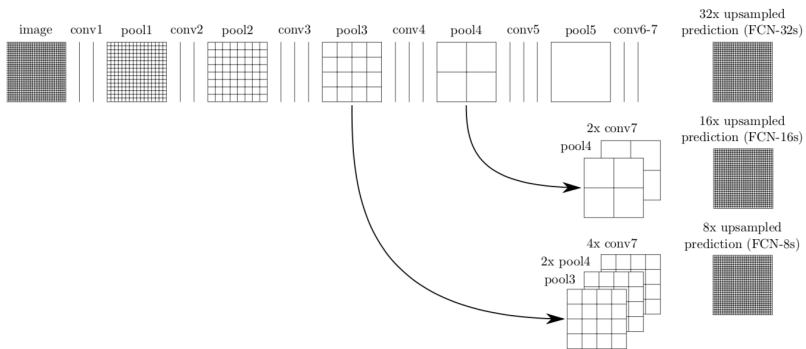 image conv1 pool1 conv2 pool2 conv3 pool3 conv4 pool4 conv5 pool5 conv6-7
32x upsampled
prediction (FCN-32s)
16x upsampled
prediction (FCN-16s)
2x conv7
pool4
8x upsampled
prediction (FCN-8s)
4x conv7
2x pool4
pool3